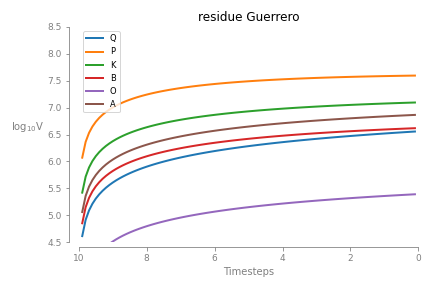 residue Guerrero
8.5
8.0
7.5
7.0
6.5
6.0
5.5
5.0
4.5
log₁₀V
Q
P
K
B
O
A
10 8 6 4 2 0
Timesteps